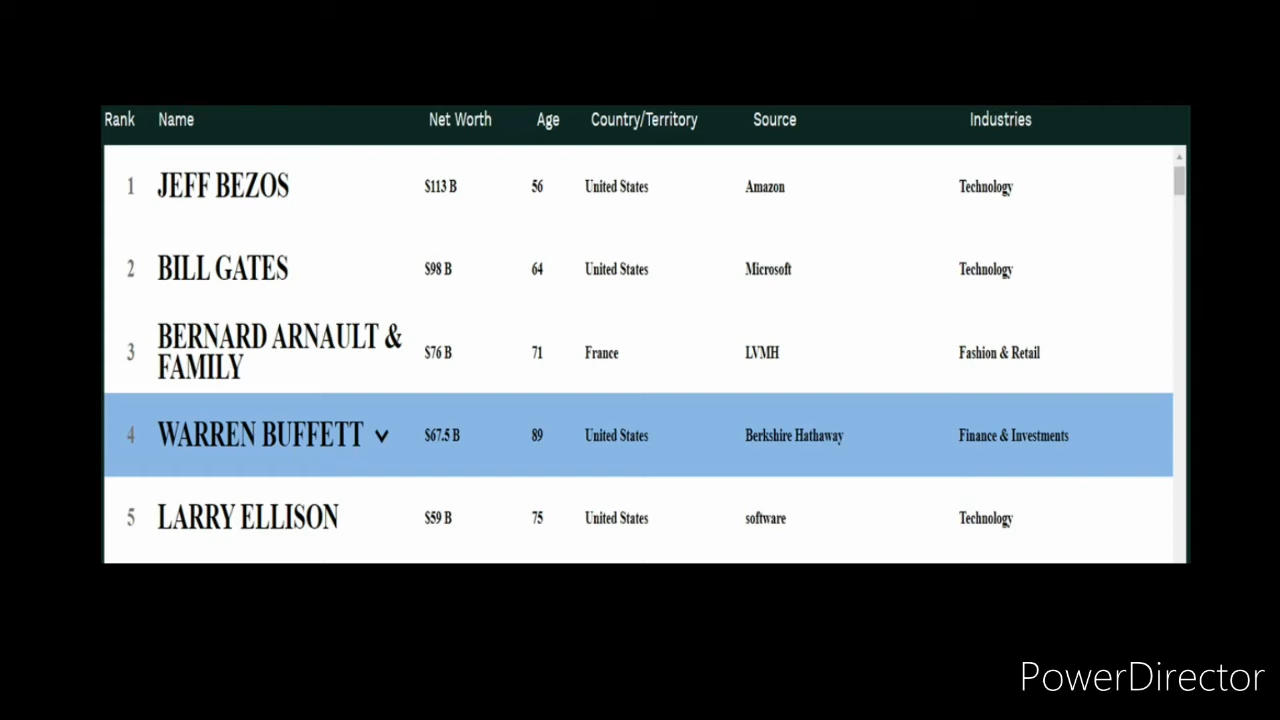 Rank Name Net Worth Age Country/Territory Source Industries
1 JEFF BEZOS $113 B 56 United States Amazon Technology
2 BILL GATES $98 B 64 United States Microsoft Technology
3 BERNARD ARNAULT & $76 B 71 France LVMH Fashion & Retail
FAMILY
4 WARREN BUFFETT $67.5 B 89 United States Berkshire Hathaway Finance & Investments
5 LARRY ELLISON $59 B 75 United States software Technology
PowerDirector